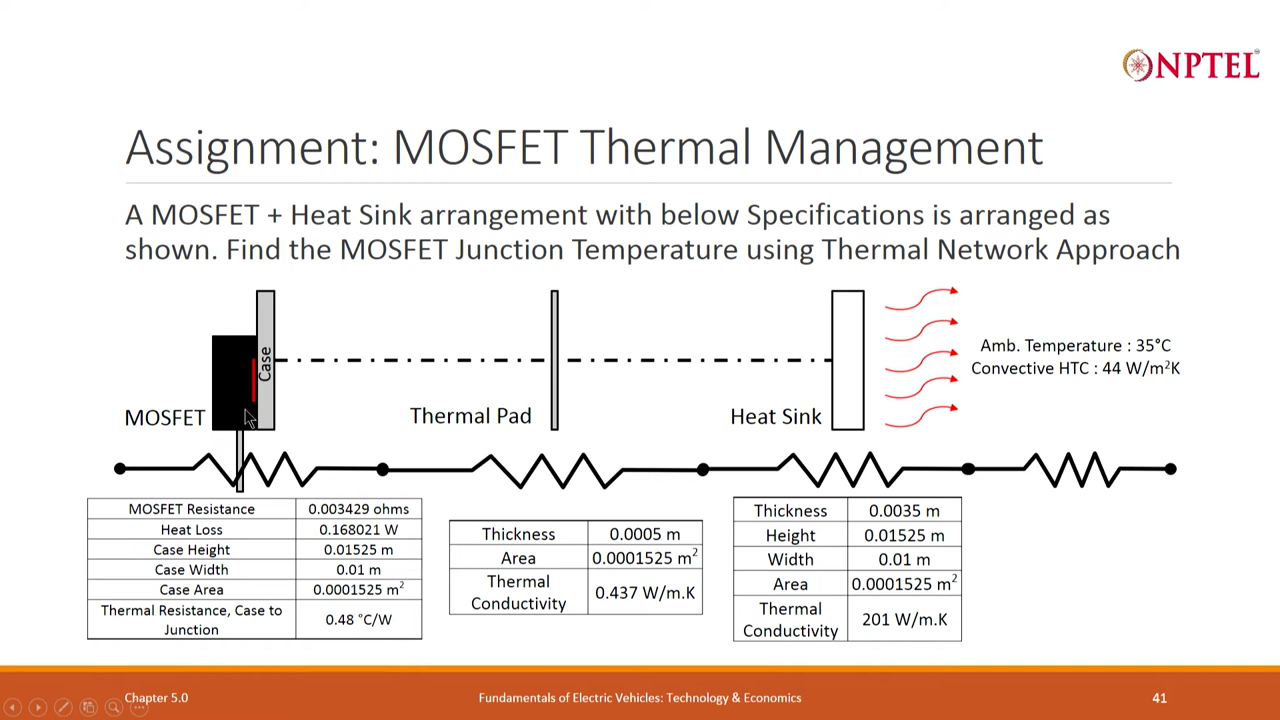 NPTEL
Assignment: MOSFET Thermal Management
A MOSFET + Heat Sink arrangement with below Specifications is arranged as
shown. Find the MOSFET Junction Temperature using Thermal Network Approach
Case
MOSFET
Thermal Pad
Heat Sink
Amb. Temperature : 35°C
Convective HTC : 44 W/m²K
MOSFET Resistance 0.003429 ohms
Heat Loss 0.168021 W
Case Height 0.01525 m
Case Width 0.01 m
Case Area 0.0001525 m²
Thermal Resistance, Case to
Junction 0.48 °C/W
Thickness 0.0005 m
Area 0.0001525 m²
Thermal
Conductivity 0.437 W/m.K
Thickness 0.0035 m
Height 0.01525 m
Width 0.01 m
Area 0.0001525 m²
Thermal
Conductivity 201 W/m.K
Chapter 5.0
Fundamentals of Electric Vehicles: Technology & Economics
41